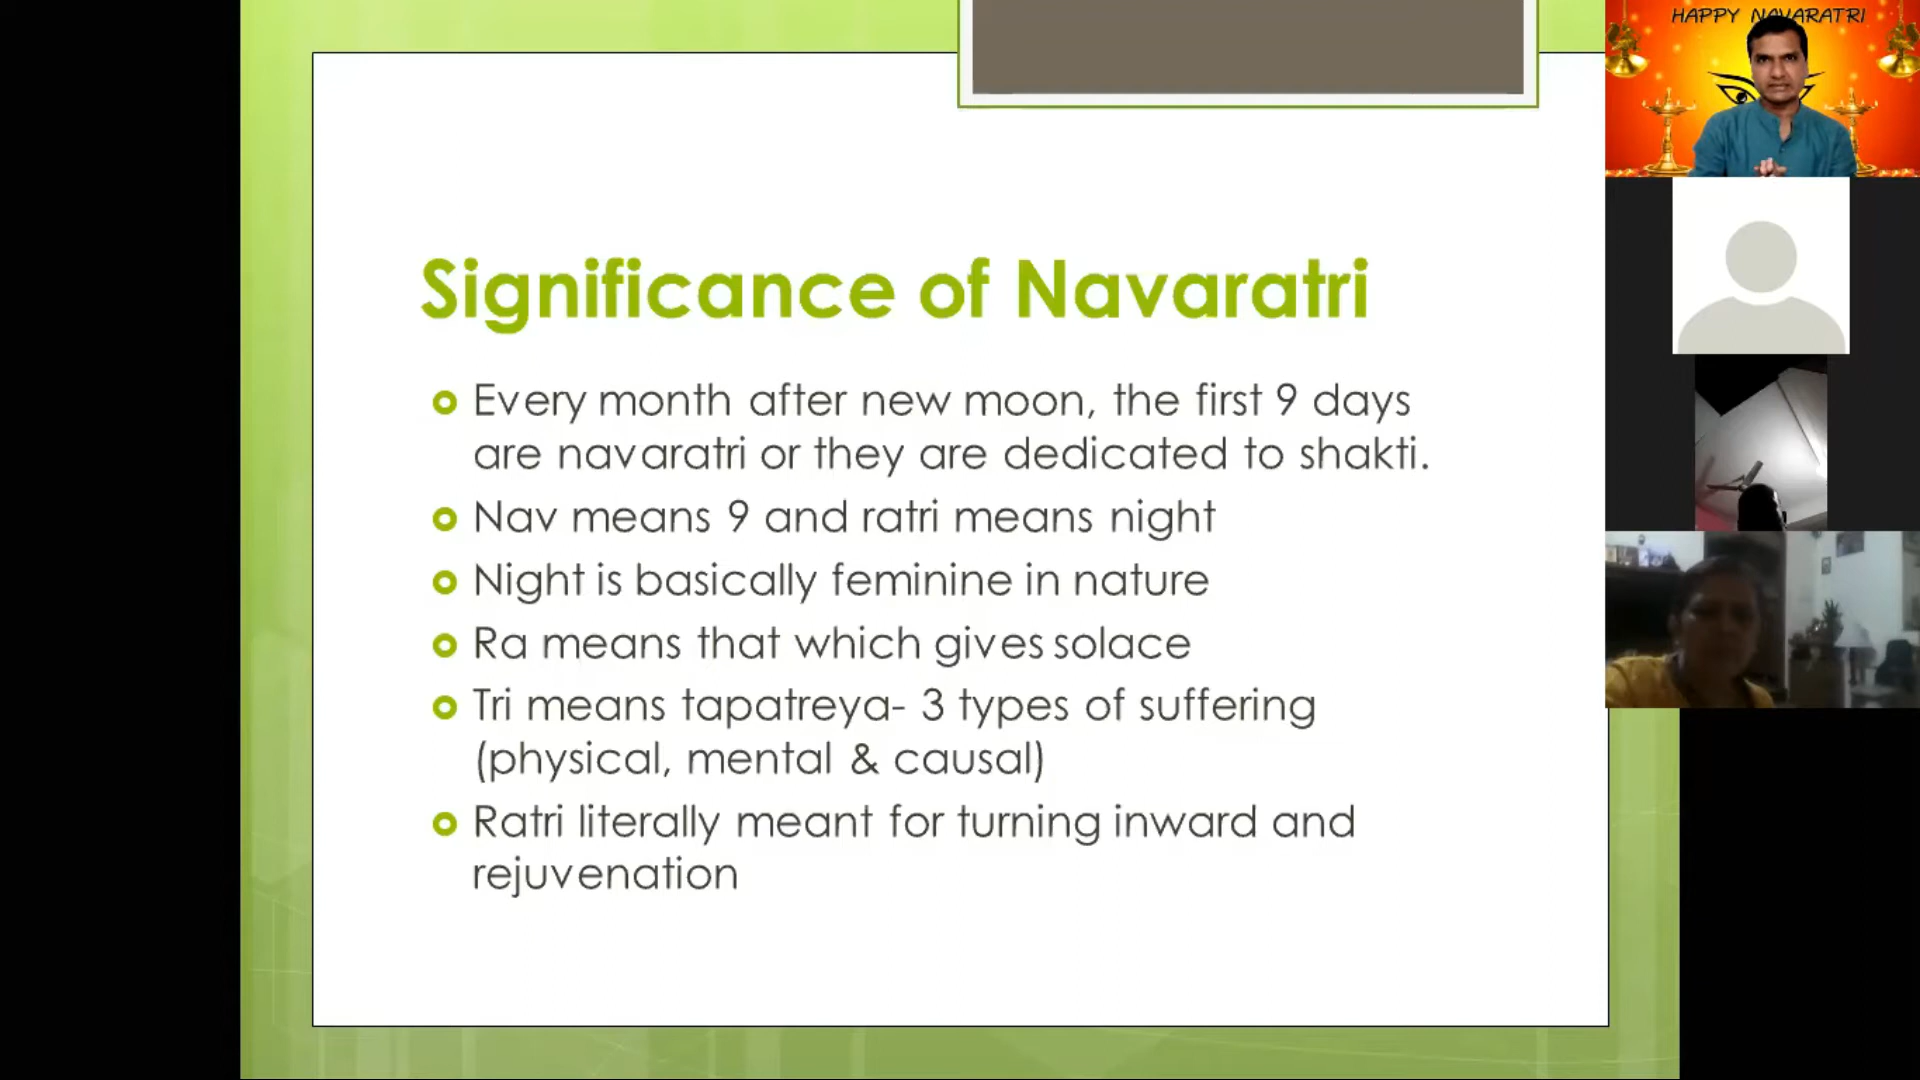 HAPPY NAVARATRI
Significance of Navaratri
Every month after new moon, the first 9 days
are navaratri or they are dedicated to shakti.
Nav means 9 and ratri means night
Night is basically feminine in nature
Ra means that which gives solace
Tri means tapatreya- 3 types of suffering
(physical, mental & causal)
Ratri literally meant for turning inward and
rejuvenation